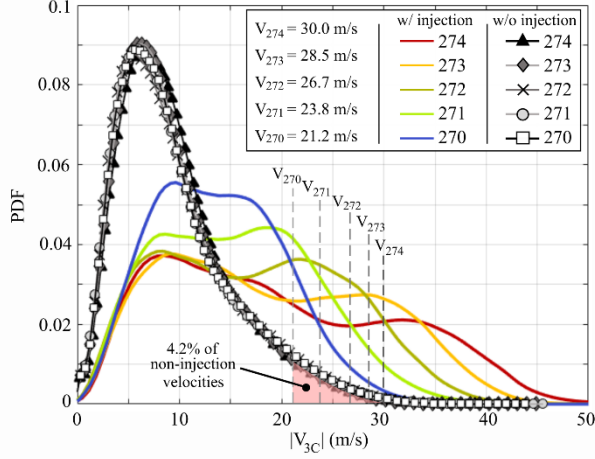 0.1
0.08
0.06
0.04
0.02
0
PDF
V274 = 30.0 m/s
V273 = 28.5 m/s
V272 = 26.7 m/s
V271 = 23.8 m/s
V270 = 21.2 m/s
w/ injection
274
273
272
271
270
w/o injection
274
273
272
271
270
V270
V271
V272
V273
V274
4.2% of
non-injection
velocities
0
10
20
30
40
50
|V3C| (m/s)